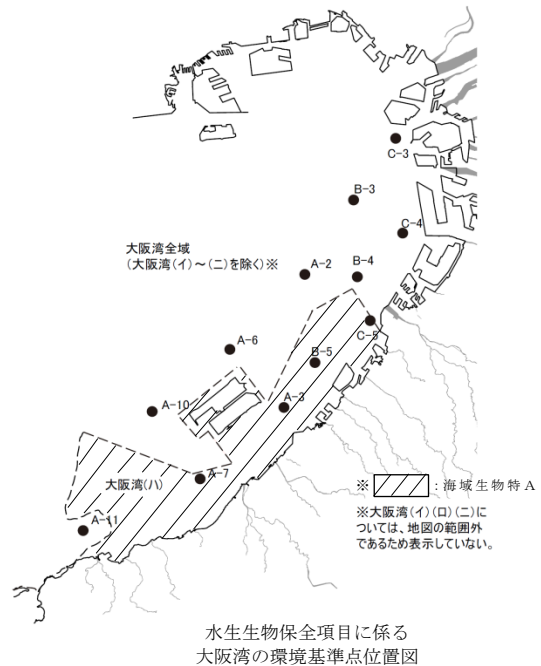 C-3
B-3
C-4
大阪湾全域
(大阪湾(イ)～(ニ)を除く)※
A-2
B-4
C-5
A-6
B-5
A-10
A-3
大阪湾(ハ)
A-7
※ :海域生物特A
※大阪湾(イ)(ロ)(ニ)に
ついては、地図の範囲外
であるため表示していない。
A-11
水生生物保全項目に係る
大阪湾の環境基準点位置図